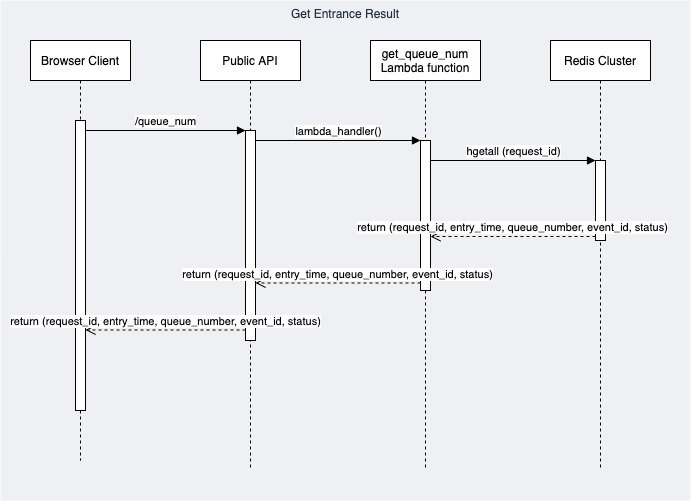 Get Entrance Result
Browser Client
Public API
get_queue_num
Lambda function
Redis Cluster
/queue_num
lambda_handler()
hgetall (request_id)
return (request_id, entry_time, queue_number, event_id, status)
return (request_id, entry_time, queue_number, event_id, status)
return (request_id, entry_time, queue_number, event_id, status)